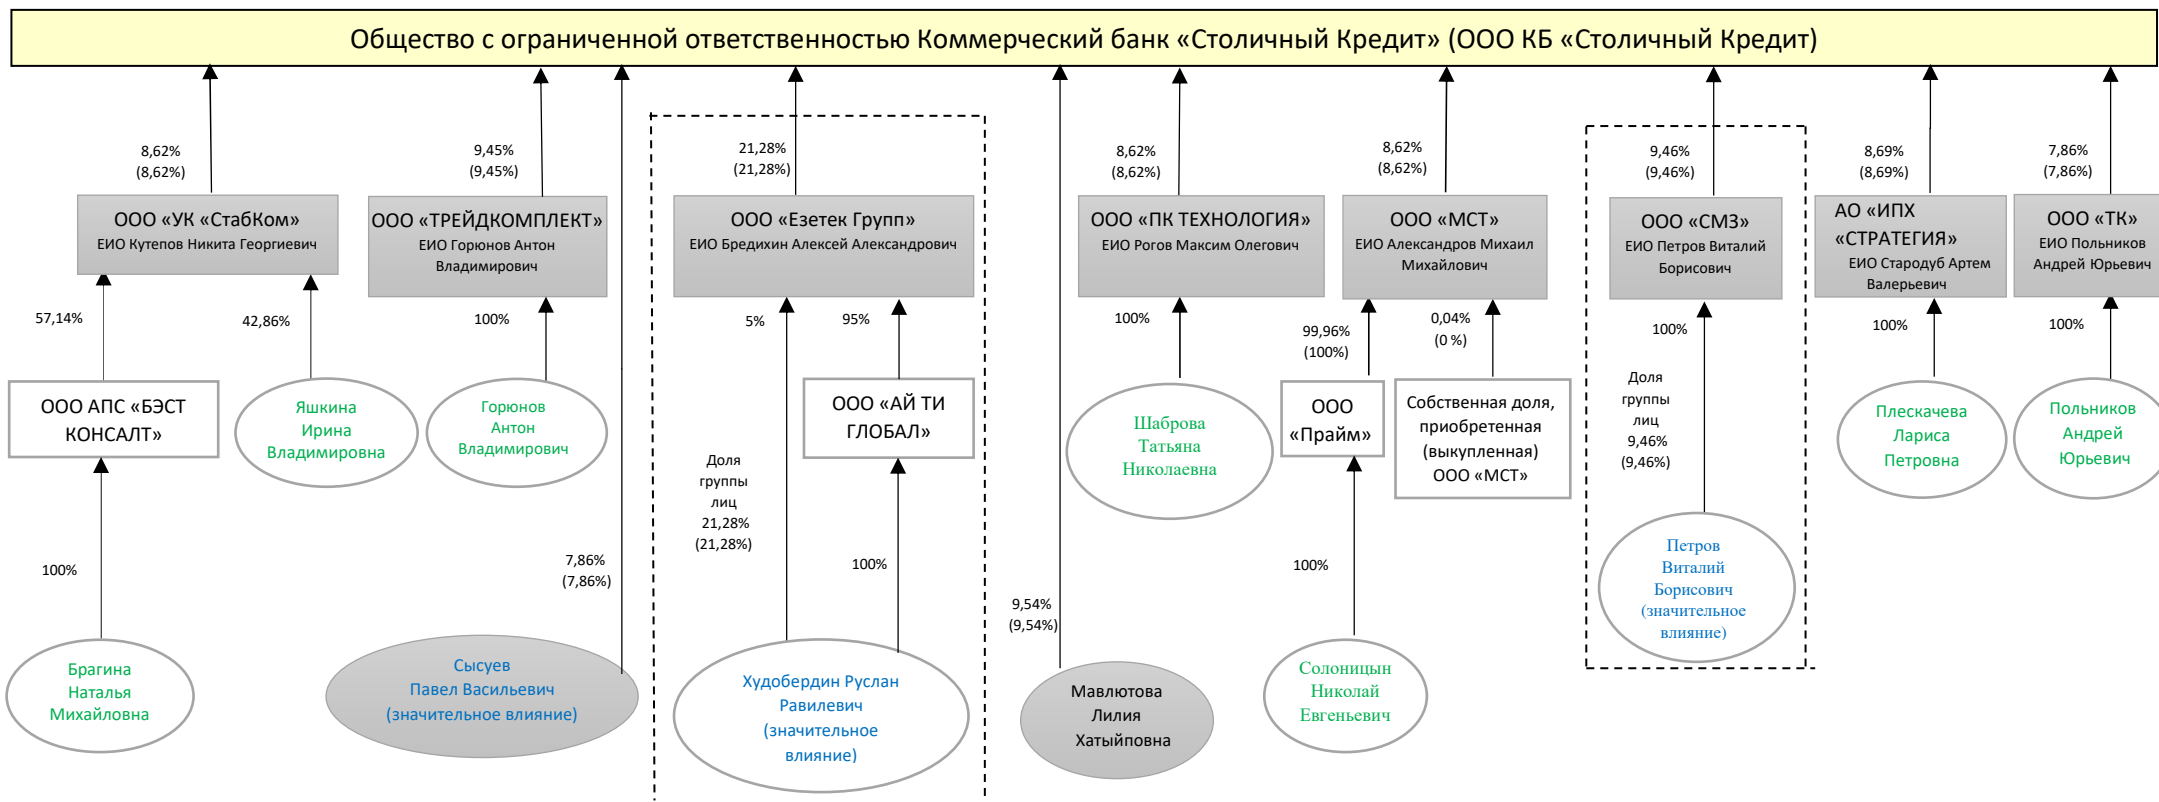 Общество с ограниченной ответственностью Коммерческий банк «Столичный Кредит» (ООО КБ «Столичный Кредит)
8,62%
(8,62%)
ООО «УК «СтабКом»
ЕИО Кутепов Никита Георгиевич
57,14%
42,86%
ООО АПС «БЭСТ
КОНСАЛТ»
Яшкина
Ирина
Владимировна
100%
Брагина
Наталья
Михайловна
9,45%
(9,45%)
ООО «ТРЕЙДКОМПЛЕКТ»
ЕИО Горюнов Антон
Владимирович
100%
Горюнов
Антон
Владимирович
7,86%
(7,86%)
Сысуев
Павел Васильевич
(значительное влияние)
21,28%
(21,28%)
ООО «Езетек Групп»
ЕИО Бредихин Алексей Александрович
5%
95%
ООО «АЙ ТИ
ГЛОБАЛ»
Доля
группы
лиц
21,28%
(21,28%)
100%
Худобердин Руслан
Равилевич
(значительное
влияние)
9,54%
(9,54%)
Мавлютова
Лилия
Хатыйповна
8,62%
(8,62%)
ООО «ПК ТЕХНОЛОГИЯ»
ЕИО Рогов Максим Олегович
100%
Шаброва
Татьяна
Николаевна
8,62%
(8,62%)
ООО «МСТ»
ЕИО Александров Михаил
Михайлович
99,96%
(100%)
0,04%
(0 %)
ООО
«Прайм»
Собственная доля,
приобретенная
(выкупленная)
ООО «МСТ»
100%
Солоницын
Николай
Евгеньевич
9,46%
(9,46%)
ООО «СМЗ»
ЕИО Петров Виталий
Борисович
100%
Доля
группы
лиц
9,46%
(9,46%)
Петров
Виталий
Борисович
(значительное
влияние)
8,69%
(8,69%)
АО «ИПХ
«СТРАТЕГИЯ»
ЕИО Стародуб Артем
Валерьевич
100%
Плескачева
Лариса
Петровна
7,86%
(7,86%)
ООО «ТК»
ЕИО Польников
Андрей Юрьевич
100%
Польников
Андрей
Юрьевич